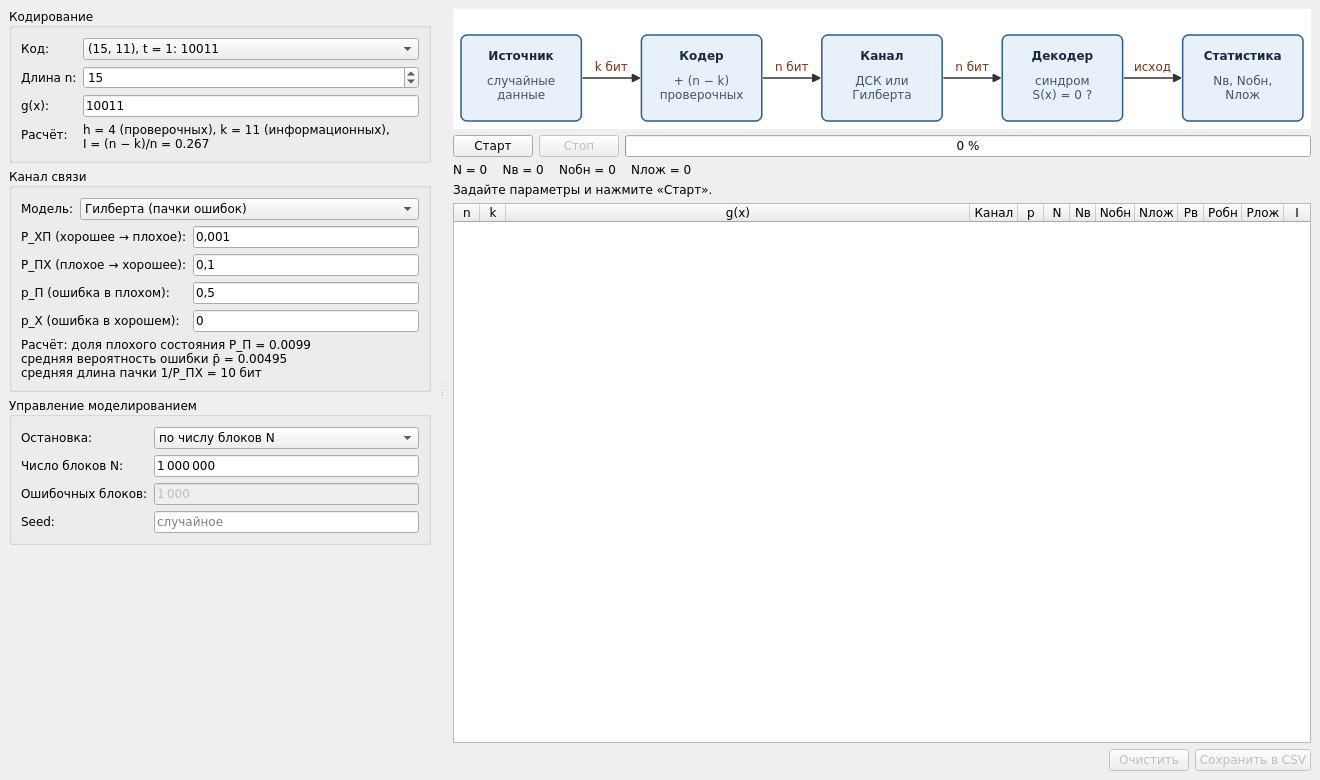 Кодирование
Код: (15, 11), t = 1: 10011
Длина n: 15
g(x): 10011
Расчёт: h = 4 (проверочных), k = 11 (информационных),
I = (n − k)/n = 0.267
Канал связи
Модель: Гилберта (пачки ошибок)
P_ХП (хорошее → плохое): 0,001
P_ПХ (плохое → хорошее): 0,1
p_П (ошибка в плохом): 0,5
p_Х (ошибка в хорошем): 0
Расчёт: доля плохого состояния P_П = 0.0099
средняя вероятность ошибки p̄ = 0.00495
средняя длина пачки 1/P_ПХ = 10 бит
Управление моделированием
Остановка: по числу блоков N
Число блоков N: 1 000 000
Ошибочных блоков: 1 000
Seed: случайное
Источник
случайные
данные
k бит
Кодер
+ (n − k)
проверочных
n бит
Канал
ДСК или
Гилберта
n бит
Декодер
синдром
S(x) = 0 ?
исход
Статистика
Nв, Nобн,
Nлож
Старт Стоп 0 %
N = 0 Nв = 0 Nобн = 0 Nлож = 0
Задайте параметры и нажмите «Старт».
n k g(x) Канал p N Nв Nобн Nлож Pв Pобн Pлож I
Очистить Сохранить в CSV